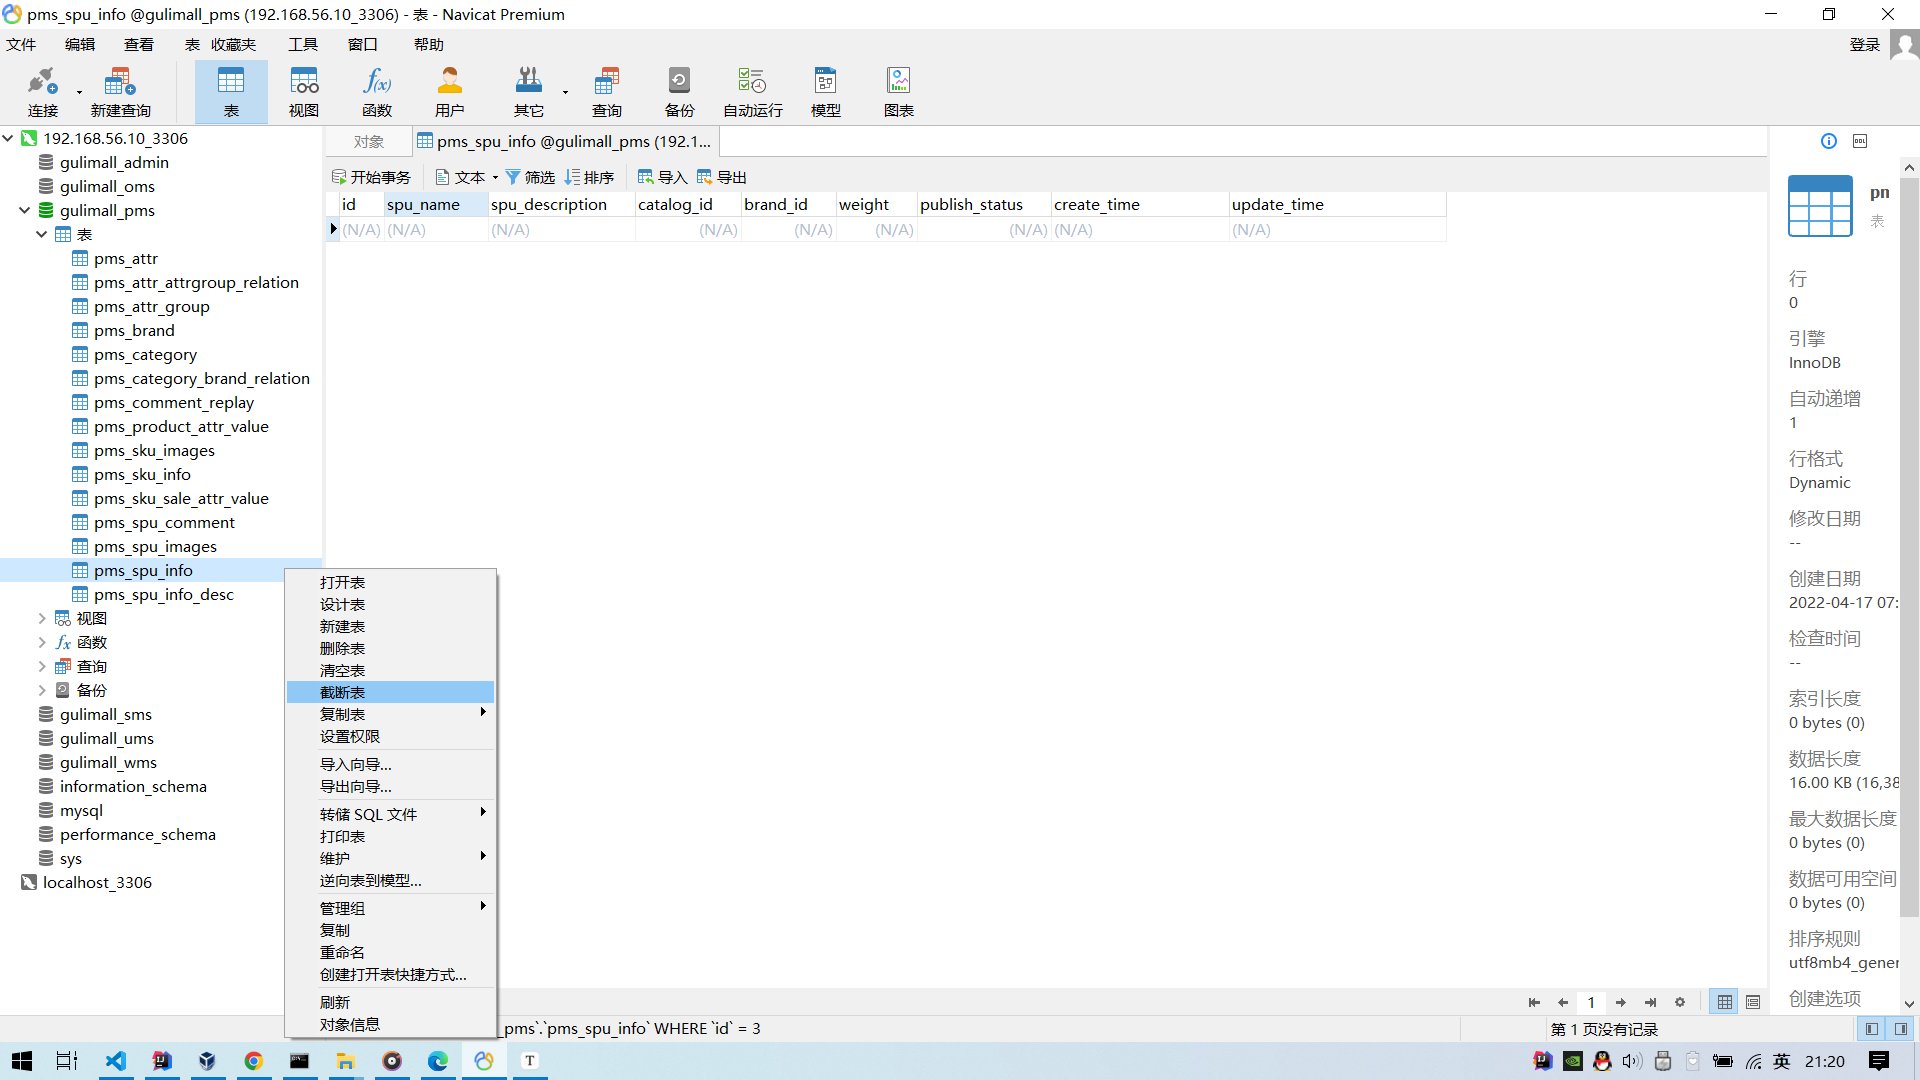 pms_spu_info @gulimall_pms (192.168.56.10_3306) - 表 - Navicat Premium
文件 编辑 查看 表 收藏夹 工具 窗口 帮助 登录
连接 新建查询 表 视图 函数 用户 其它 查询 备份 自动运行 模型 图表
192.168.56.10_3306
gulimall_admin
gulimall_oms
gulimall_pms
表
pms_attr
pms_attr_attrgroup_relation
pms_attr_group
pms_brand
pms_category
pms_category_brand_relation
pms_comment_replay
pms_product_attr_value
pms_sku_images
pms_sku_info
pms_sku_sale_attr_value
pms_spu_comment
pms_spu_images
pms_spu_info
pms_spu_info_desc
视图
函数
查询
备份
gulimall_sms
gulimall_ums
gulimall_wms
information_schema
mysql
performance_schema
sys
localhost_3306
对象 pms_spu_info @gulimall_pms (192.1...
开始事务 文本 筛选 排序 导入 导出
id spu_name spu_description catalog_id brand_id weight publish_status create_time update_time
(N/A) (N/A) (N/A) (N/A) (N/A) (N/A) (N/A) (N/A) (N/A)
打开表
设计表
新建表
删除表
清空表
截断表
复制表
设置权限
导入向导...
导出向导...
转储 SQL 文件
打印表
维护
逆向表到模型...
管理组
复制
重命名
创建打开表快捷方式...
刷新
对象信息
DDL
pn
表
行
0
引擎
InnoDB
自动递增
1
行格式
Dynamic
修改日期
--
创建日期
2022-04-17 07:
检查时间
--
索引长度
0 bytes (0)
数据长度
16.00 KB (16,38
最大数据长度
0 bytes (0)
数据可用空间
0 bytes (0)
排序规则
utf8mb4_gener
创建选项
1
_pms`.`pms_spu_info` WHERE `id` = 3
第 1 页没有记录
T
英 21:20